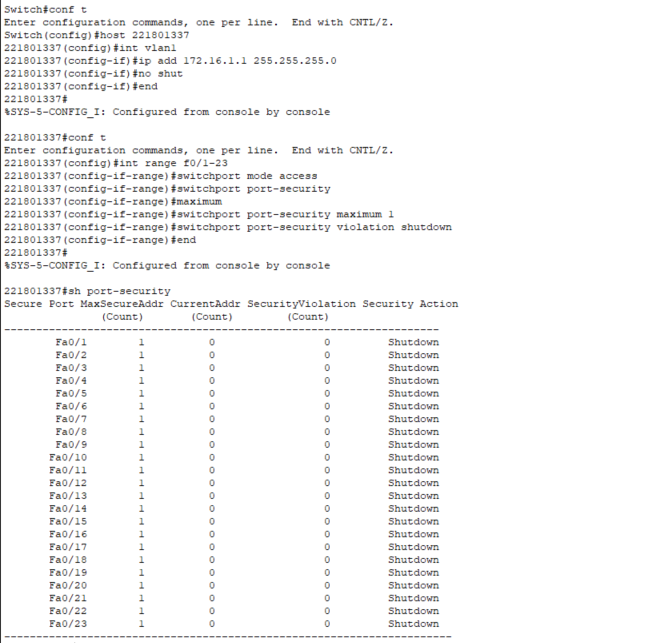 Switch#conf t
Enter configuration commands, one per line.  End with CNTL/Z.
Switch(config)#host 221801337
221801337(config)#int vlan1
221801337(config-if)#ip add 172.16.1.1 255.255.255.0
221801337(config-if)#no shut
221801337(config-if)#end
221801337#
%SYS-5-CONFIG_I: Configured from console by console

221801337#conf t
Enter configuration commands, one per line.  End with CNTL/Z.
221801337(config)#int range f0/1-23
221801337(config-if-range)#switchport mode access
221801337(config-if-range)#switchport port-security
221801337(config-if-range)#maximum
221801337(config-if-range)#switchport port-security maximum 1
221801337(config-if-range)#switchport port-security violation shutdown
221801337(config-if-range)#end
221801337#
%SYS-5-CONFIG_I: Configured from console by console

221801337#sh port-security
Secure Port MaxSecureAddr CurrentAddr SecurityViolation Security Action
(Count) (Count) (Count)
--------------------------------------------------------------------
Fa0/1 1 0 0 Shutdown
Fa0/2 1 0 0 Shutdown
Fa0/3 1 0 0 Shutdown
Fa0/4 1 0 0 Shutdown
Fa0/5 1 0 0 Shutdown
Fa0/6 1 0 0 Shutdown
Fa0/7 1 0 0 Shutdown
Fa0/8 1 0 0 Shutdown
Fa0/9 1 0 0 Shutdown
Fa0/10 1 0 0 Shutdown
Fa0/11 1 0 0 Shutdown
Fa0/12 1 0 0 Shutdown
Fa0/13 1 0 0 Shutdown
Fa0/14 1 0 0 Shutdown
Fa0/15 1 0 0 Shutdown
Fa0/16 1 0 0 Shutdown
Fa0/17 1 0 0 Shutdown
Fa0/18 1 0 0 Shutdown
Fa0/19 1 0 0 Shutdown
Fa0/20 1 0 0 Shutdown
Fa0/21 1 0 0 Shutdown
Fa0/22 1 0 0 Shutdown
Fa0/23 1 0 0 Shutdown
----------------------------------------------------------------------